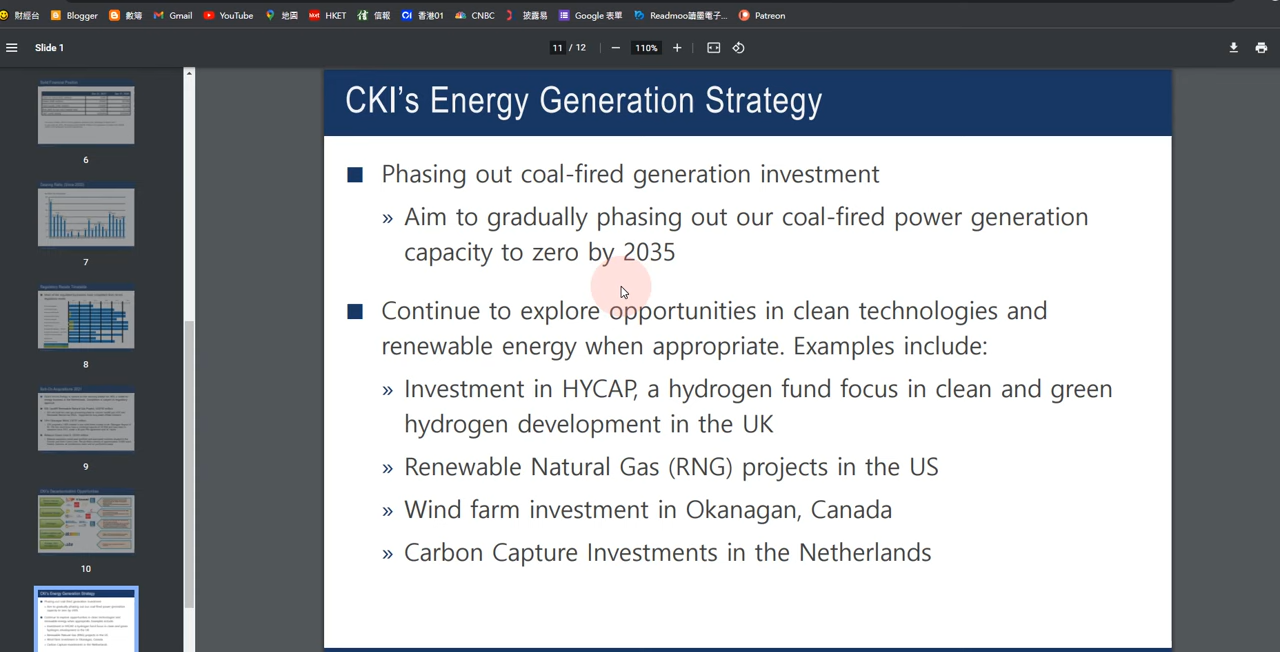 財經台 Blogger 數簿 Gmail YouTube 地圖 HKET 信報 香港01 CNBC 披露易 Google 表單 Readmoo讀墨電子... Patreon
Slide 1 11 / 12 110%
CKI's Energy Generation Strategy
Phasing out coal-fired generation investment
» Aim to gradually phasing out our coal-fired power generation
capacity to zero by 2035
Continue to explore opportunities in clean technologies and
renewable energy when appropriate. Examples include:
» Investment in HYCAP, a hydrogen fund focus in clean and green
hydrogen development in the UK
» Renewable Natural Gas (RNG) projects in the US
» Wind farm investment in Okanagan, Canada
» Carbon Capture Investments in the Netherlands
6
7
8
9
10
CKI's Energy Generation Strategy